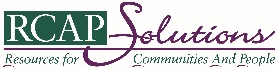 RCAP Solutions
Resources for Communities And People